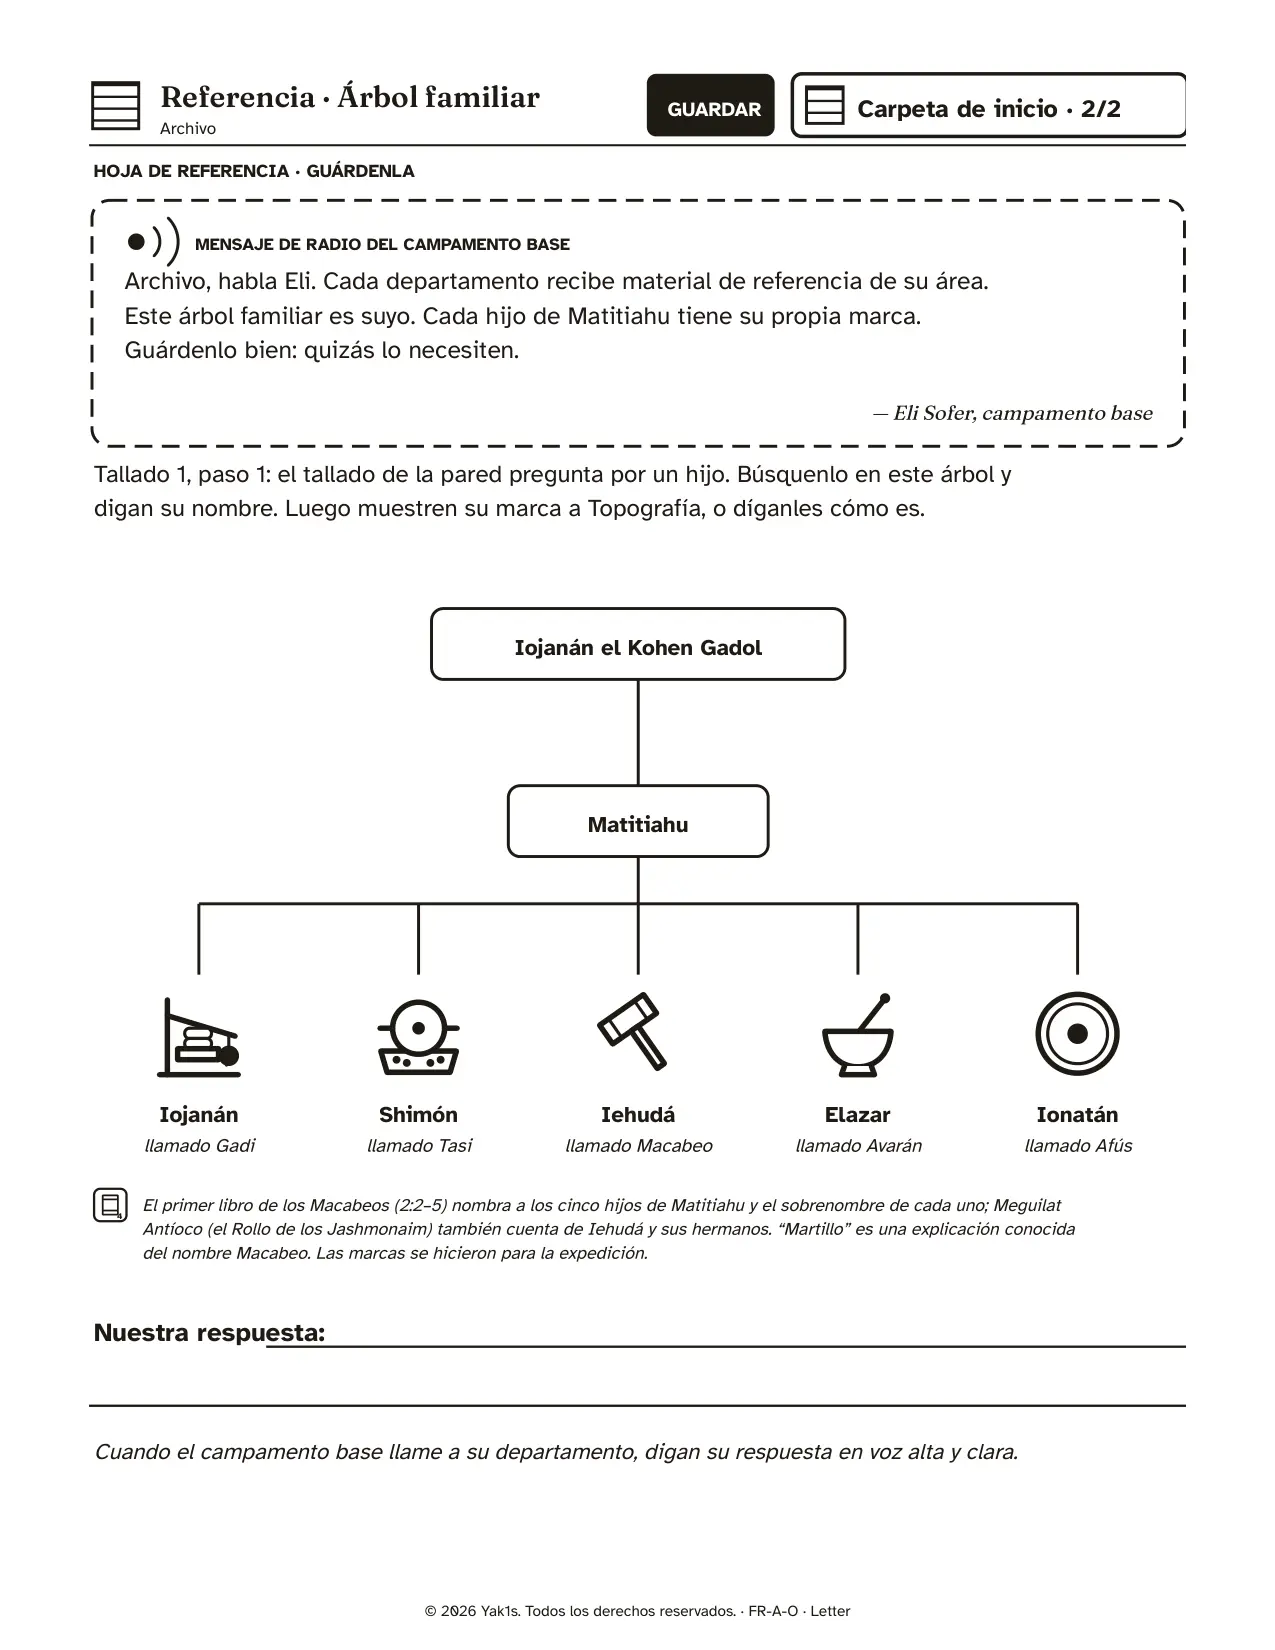 Referencia · Árbol familiar
Archivo
GUARDAR
Carpeta de inicio · 2/2
HOJA DE REFERENCIA · GUÁRDENLA
MENSAJE DE RADIO DEL CAMPAMENTO BASE
Archivo, habla Eli. Cada departamento recibe material de referencia de su área.
Este árbol familiar es suyo. Cada hijo de Matitiahu tiene su propia marca.
Guárdenlo bien: quizás lo necesiten.
— Eli Sofer, campamento base
Tallado 1, paso 1: el tallado de la pared pregunta por un hijo. Búsquenlo en este árbol y
digan su nombre. Luego muestren su marca a Topografía, o díganles cómo es.
Iojanán el Kohen Gadol
Matitiahu
Iojanán Shimón Iehudá Elazar Ionatán
llamado Gadi llamado Tasi llamado Macabeo llamado Avarán llamado Afús
El primer libro de los Macabeos (2:2–5) nombra a los cinco hijos de Matitiahu y el sobrenombre de cada uno; Meguilat
Antíoco (el Rollo de los Jashmonaim) también cuenta de Iehudá y sus hermanos. “Martillo” es una explicación conocida
del nombre Macabeo. Las marcas se hicieron para la expedición.
Nuestra respuesta:
Cuando el campamento base llame a su departamento, digan su respuesta en voz alta y clara.
© 2026 Yak1s. Todos los derechos reservados. · FR-A-O · Letter